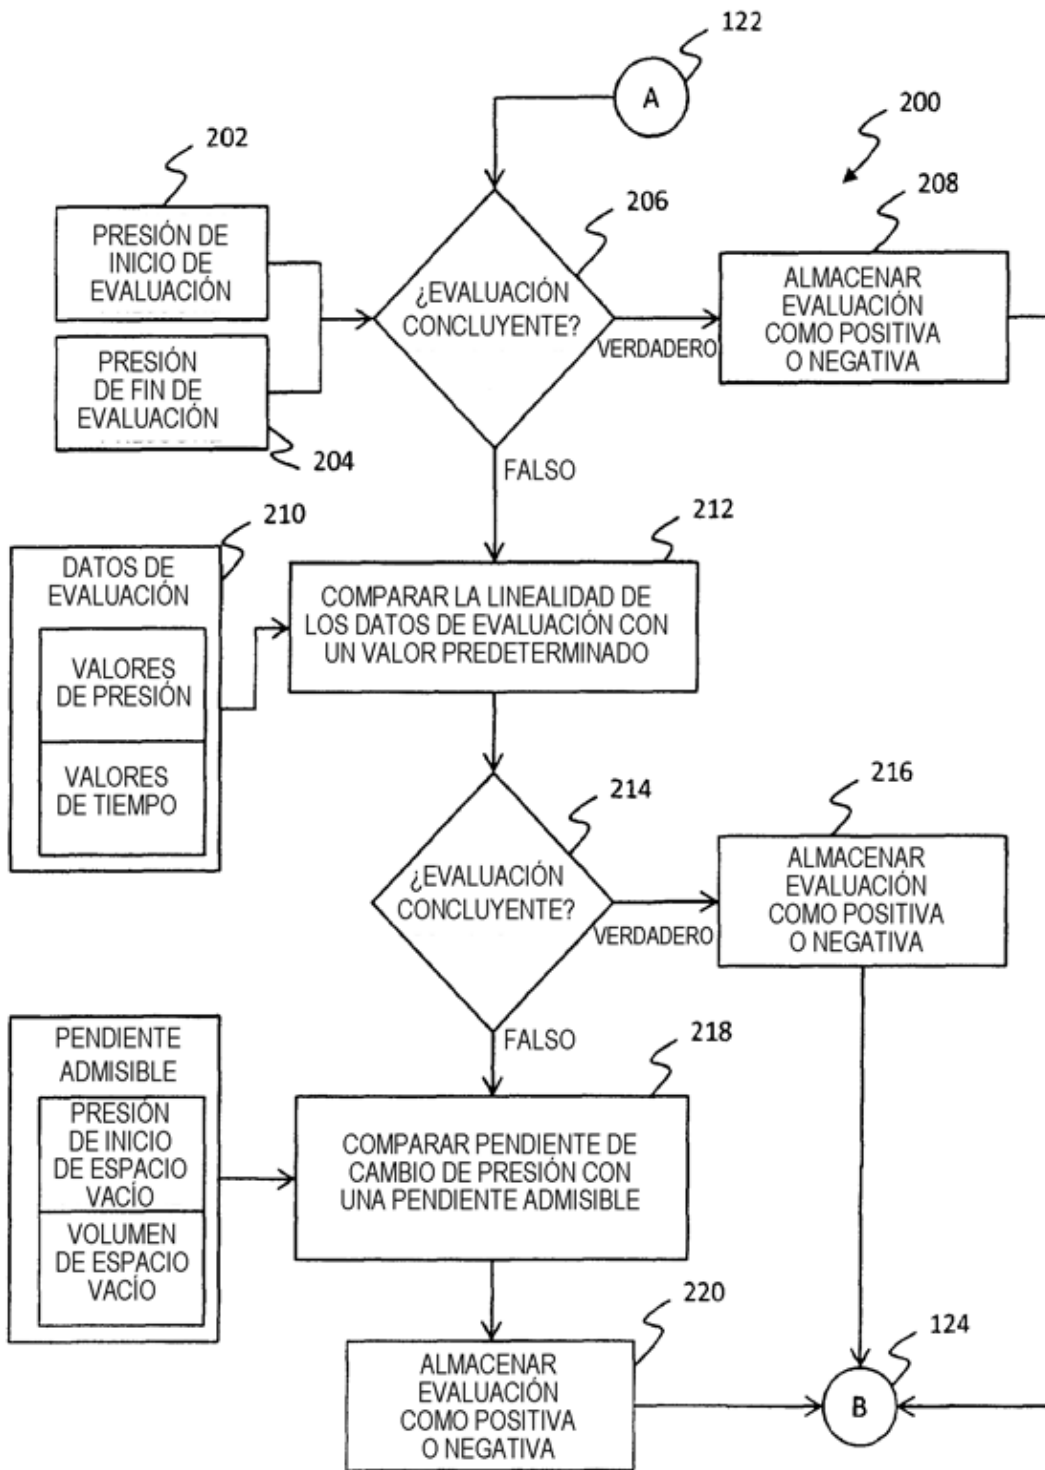 122
A
200
202
206
208
PRESIÓN DE
INICIO DE
EVALUACIÓN
¿EVALUACIÓN
CONCLUYENTE?
VERDADERO
ALMACENAR
EVALUACIÓN
COMO POSITIVA
O NEGATIVA
PRESIÓN
DE FIN DE
EVALUACIÓN
204
FALSO
210
212
DATOS DE
EVALUACIÓN
VALORES
DE PRESIÓN
VALORES
DE TIEMPO
COMPARAR LA LINEALIDAD DE
LOS DATOS DE EVALUACIÓN CON
UN VALOR PREDETERMINADO
214
216
¿EVALUACIÓN
CONCLUYENTE?
VERDADERO
ALMACENAR
EVALUACIÓN
COMO POSITIVA
O NEGATIVA
FALSO
218
PENDIENTE
ADMISIBLE
PRESIÓN
DE INICIO
DE ESPACIO
VACÍO
VOLUMEN
DE ESPACIO
VACÍO
COMPARAR PENDIENTE DE
CAMBIO DE PRESIÓN CON
UNA PENDIENTE ADMISIBLE
220
124
ALMACENAR
EVALUACIÓN
COMO POSITIVA
O NEGATIVA
B